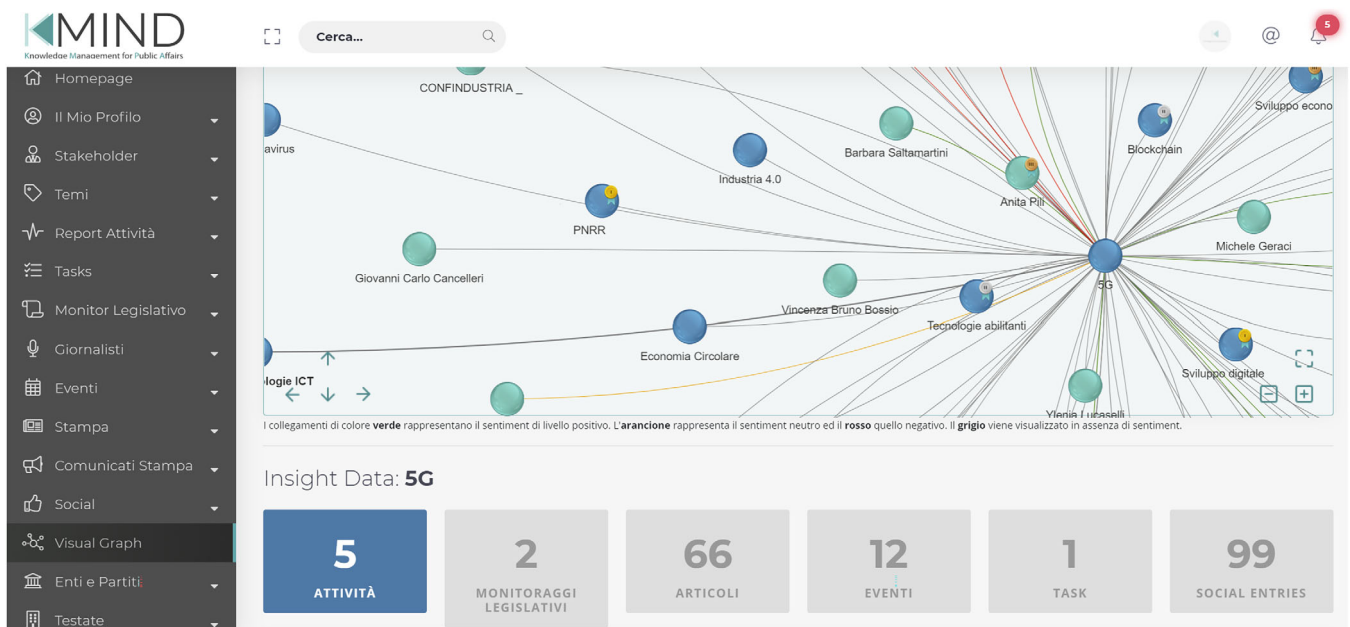 KMIND
Knowledge Management for Public Affairs
Cerca...
@
5
Homepage
Il Mio Profilo
Stakeholder
Temi
Report Attività
Tasks
Monitor Legislativo
Giornalisti
Eventi
Stampa
Comunicati Stampa
Social
Visual Graph
Enti e Partiti
Testate
CONFINDUSTRIA _
Sviluppo econo
avirus
Barbara Saltamartini
Blockchain
Industria 4.0
Anita Pili
PNRR
Michele Geraci
Giovanni Carlo Cancelleri
5G
Vincenza Bruno Bossio
Tecnologie abilitanti
Economia Circolare
Sviluppo digitale
logie ICT
Ylenia Lucaselli
I collegamenti di colore verde rappresentano il sentiment di livello positivo. L'arancione rappresenta il sentiment neutro ed il rosso quello negativo. Il grigio viene visualizzato in assenza di sentiment.
Insight Data: 5G
5
ATTIVITÀ
2
MONITORAGGI
LEGISLATIVI
66
ARTICOLI
12
EVENTI
1
TASK
99
SOCIAL ENTRIES